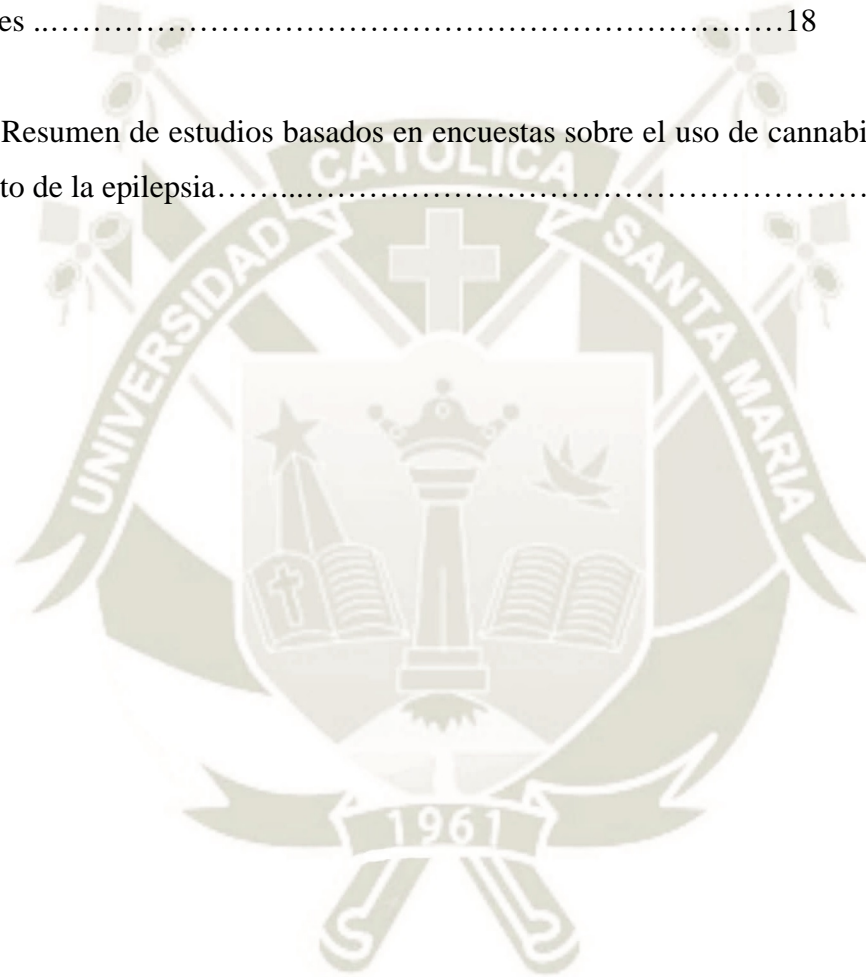 es ..……………………………………………………………18
Resumen de estudios basados en encuestas sobre el uso de cannabi
to de la epilepsia……...……………………………………………
UNIVERSIDAD CATOLICA SANTA MARIA
1961